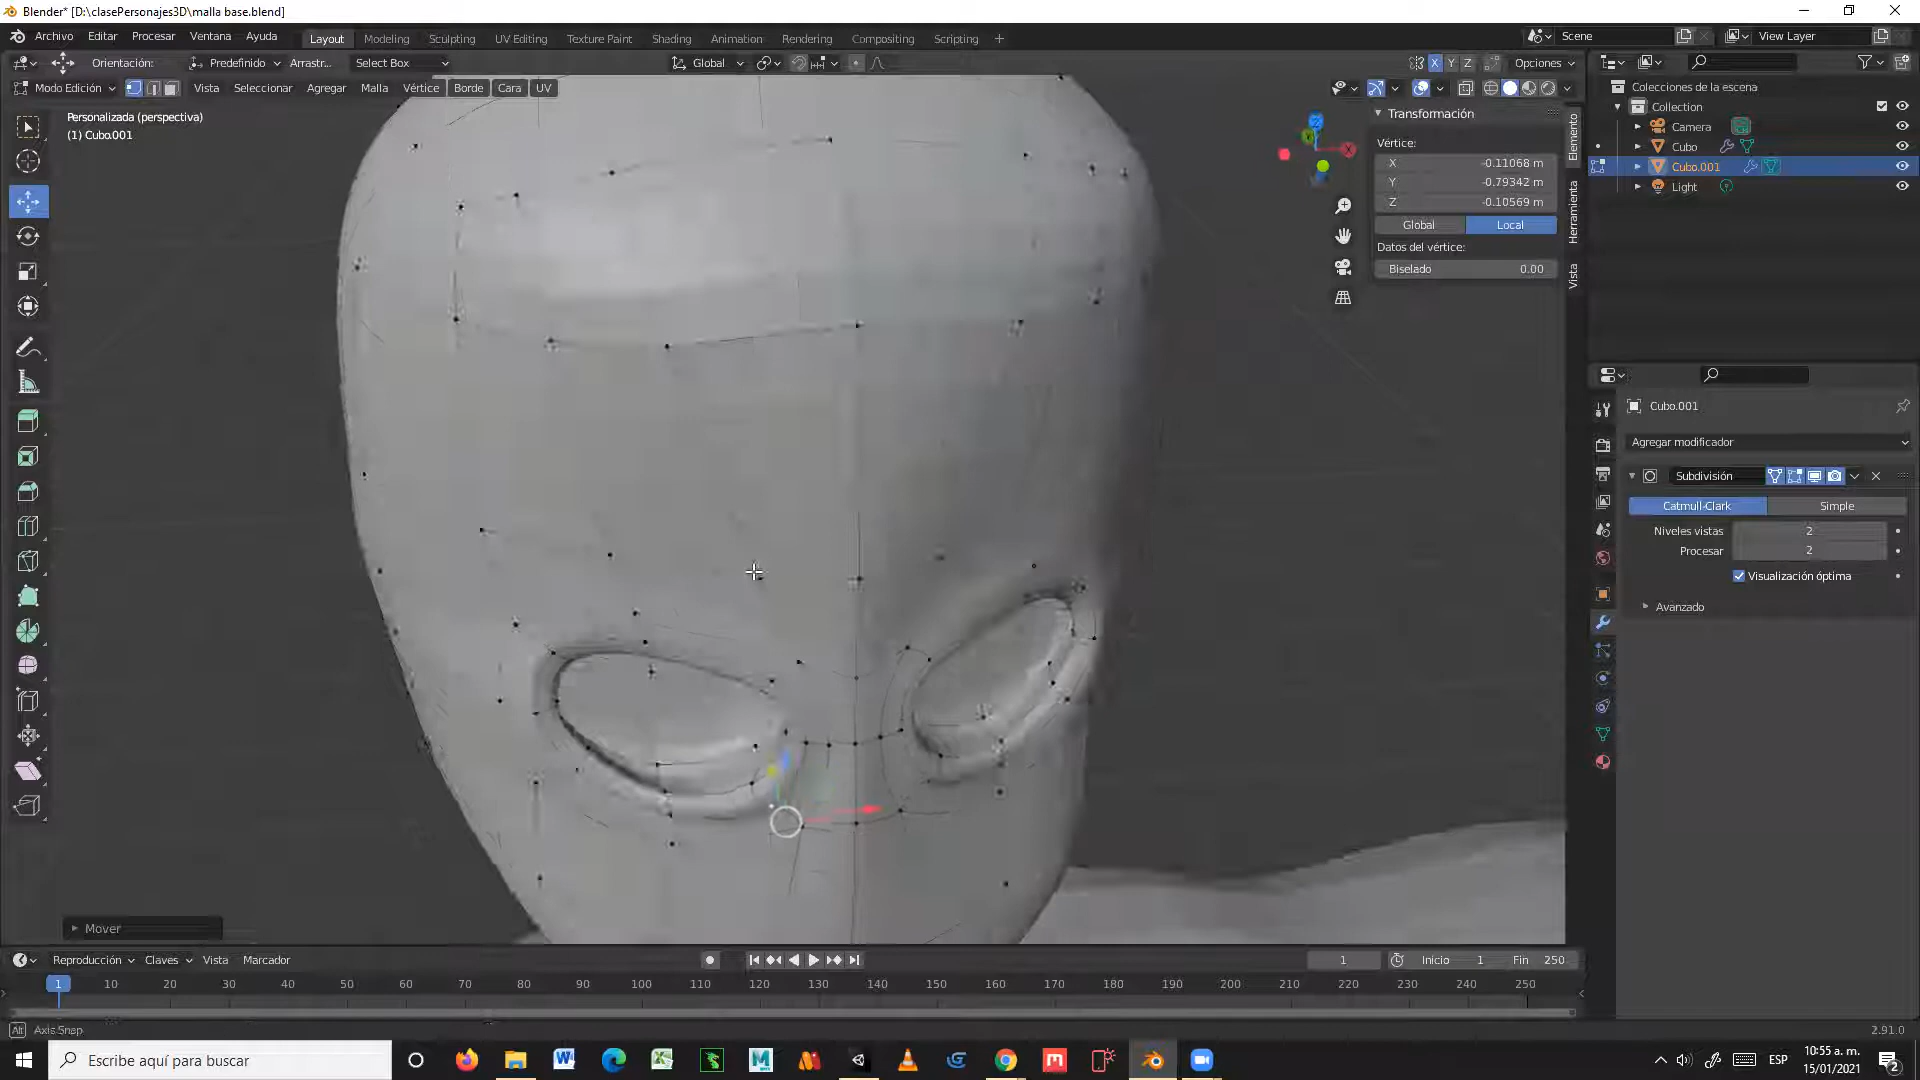 Blender* [D:\clasePersonajes3D\malla base.blend]
Archivo Editar Procesar Ventana Ayuda Layout Modeling Sculpting UV Editing Texture Paint Shading Animation Rendering Compositing Scripting + Scene View Layer
Orientación: Predefinido Arrastr... Select Box Global X Y Z Opciones
Modo Edición Vista Seleccionar Agregar Malla Vértice Borde Cara UV
Personalizada (perspectiva)
(1) Cubo.001
Transformación
Vértice:
X -0.11068 m
Y -0.79342 m
Z -0.10569 m
Global Local
Datos del vértice:
Biselado 0.00
Elemento
Herramienta
Vista
Colecciones de la escena
Collection
Camera
Cubo
Cubo.001
Light
Cubo.001
Agregar modificador
Subdivisión
Catmull-Clark Simple
Niveles vistas 2
Procesar 2
Visualización óptima
Avanzado
Mover
Reproducción Claves Vista Marcador 1 Inicio 1 Fin 250
1 10 20 30 40 50 60 70 80 90 100 110 120 130 140 150 160 170 180 190 200 210 220 230 240 250
Alt Axis Snap 2.91.0
Escribe aquí para buscar
ESP
10:55 a. m.
15/01/2021
2